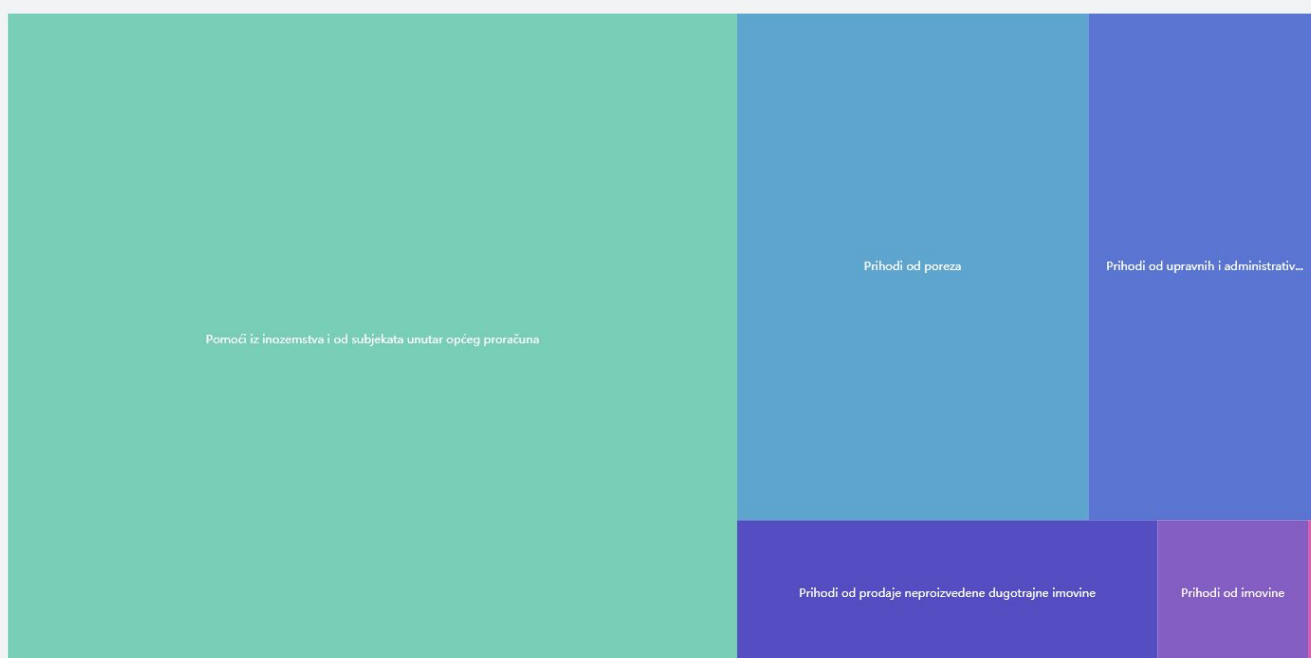 Pomoći iz inozemstva i od subjekata unutar općeg proračuna
Prihodi od poreza
Prihodi od upravnih i administrativ...
Prihodi od prodaje neproizvedene dugotrajne imovine
Prihodi od imovine